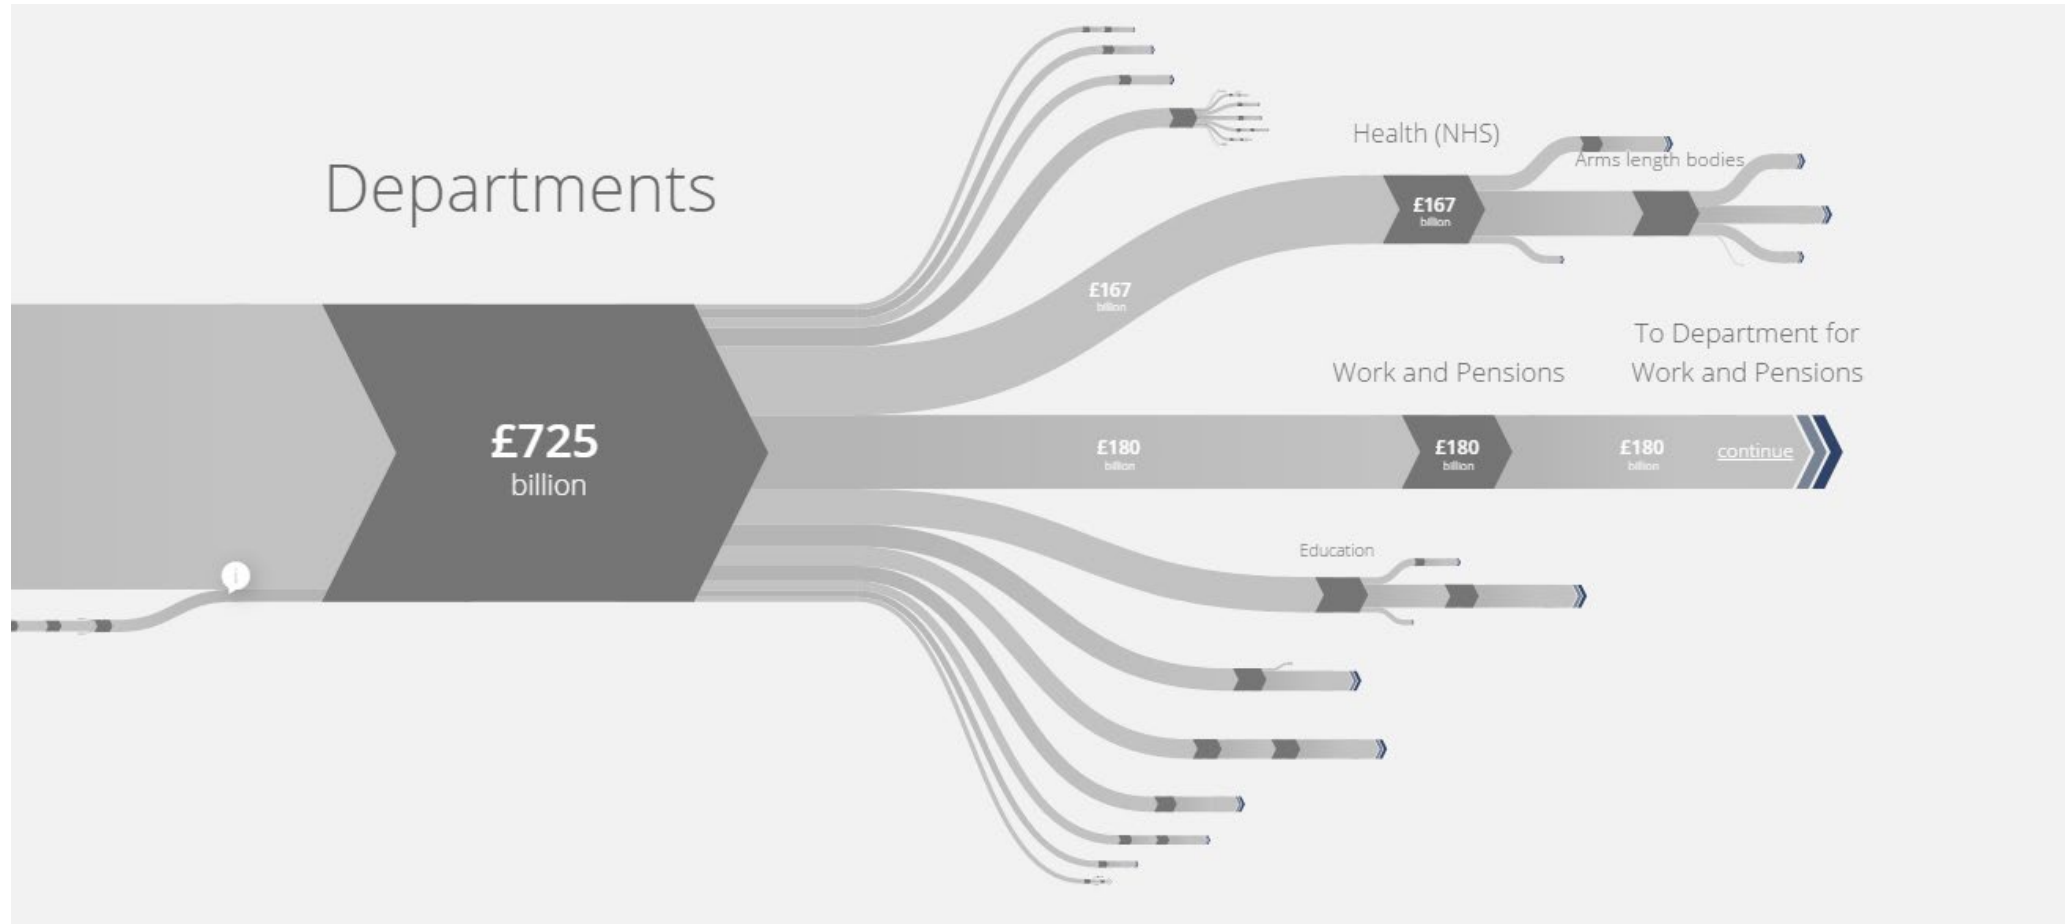 Departments
£725
billion
Health (NHS)
Arms length bodies
£167
billion
£167
billion
To Department for
Work and Pensions
Work and Pensions
£180
billion
£180
billion
£180
billion
continue
Education
i